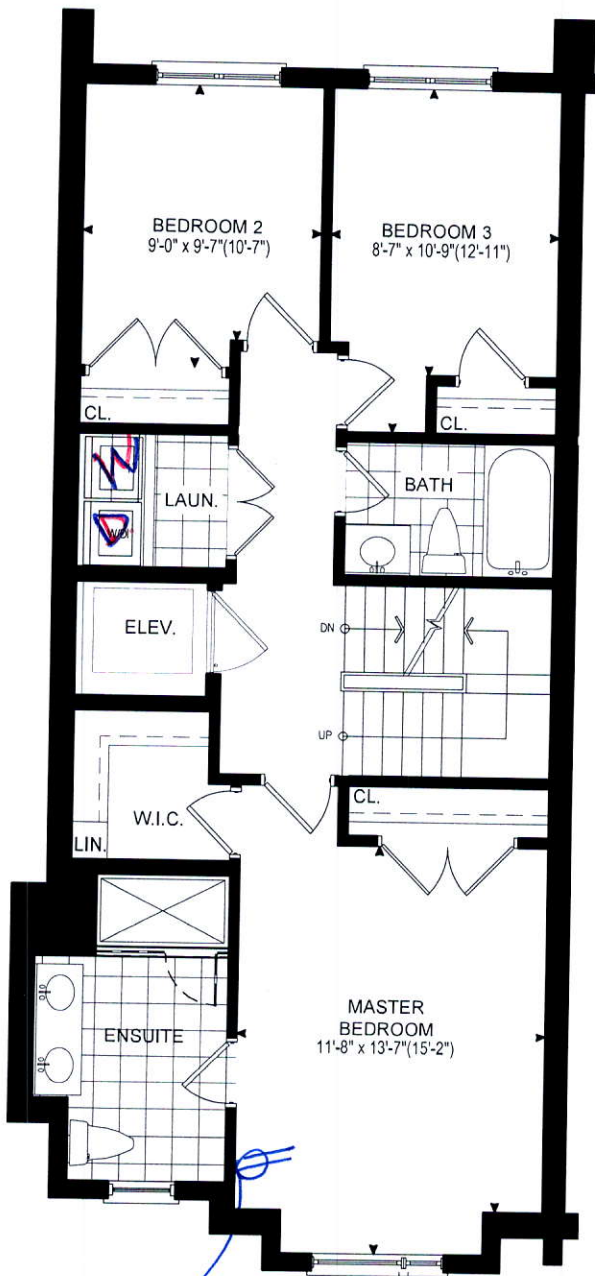 BEDROOM 2
9'-0" x 9'-7"(10'-7")
BEDROOM 3
8'-7" x 10'-9"(12'-11")
CL.
CL.
W
LAUN.
BATH
D
W/D
ELEV.
DN
UP
W.I.C.
LIN.
CL.
ENSUITE
MASTER
BEDROOM
11'-8" x 13'-7"(15'-2")